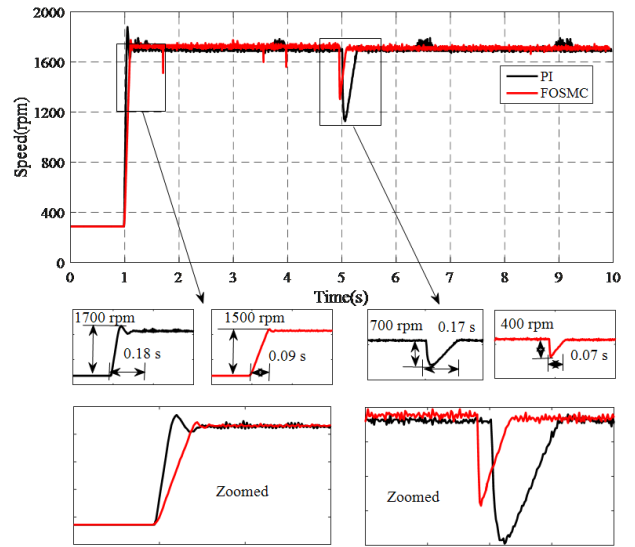 2000
1600
1200
800
400
0
Speed(rpm)
PI
FOSMC
0 1 2 3 4 5 6 7 8 9 10
Time(s)
1700 rpm
0.18 s
1500 rpm
0.09 s
700 rpm
0.17 s
400 rpm
0.07 s
Zoomed
Zoomed